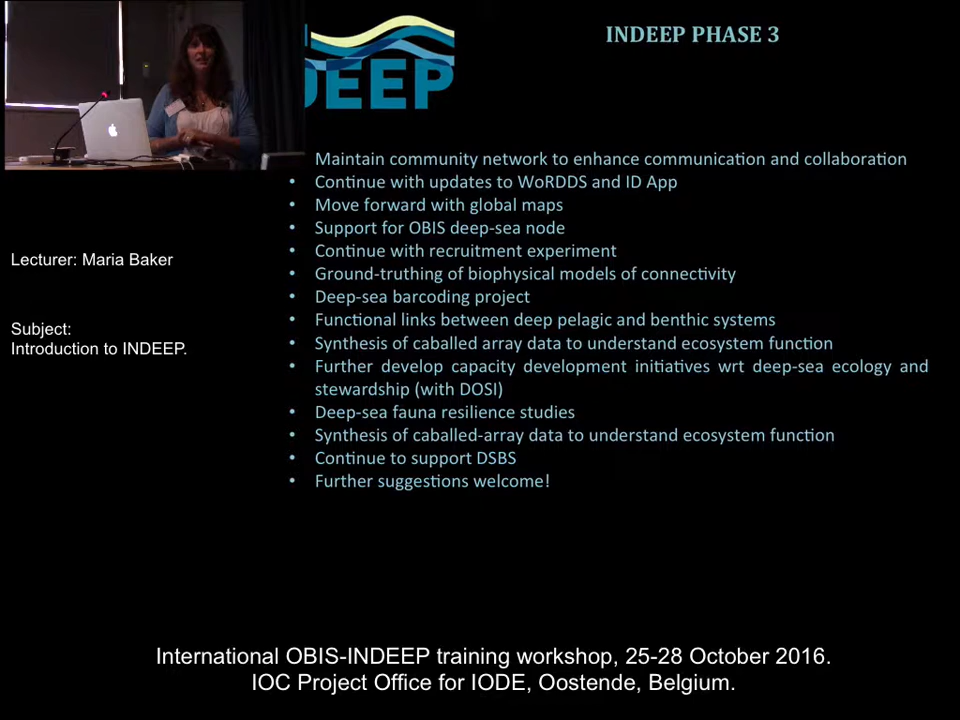 DEEP
INDEEP PHASE 3
Maintain community network to enhance communication and collaboration
• Continue with updates to WoRDDS and ID App
• Move forward with global maps
• Support for OBIS deep-sea node
• Continue with recruitment experiment
• Ground-truthing of biophysical models of connectivity
• Deep-sea barcoding project
• Functional links between deep pelagic and benthic systems
• Synthesis of caballed array data to understand ecosystem function
• Further develop capacity development initiatives wrt deep-sea ecology and
stewardship (with DOSI)
• Deep-sea fauna resilience studies
• Synthesis of caballed-array data to understand ecosystem function
• Continue to support DSBS
• Further suggestions welcome!
Lecturer: Maria Baker
Subject:
Introduction to INDEEP.
International OBIS-INDEEP training workshop, 25-28 October 2016.
IOC Project Office for IODE, Oostende, Belgium.